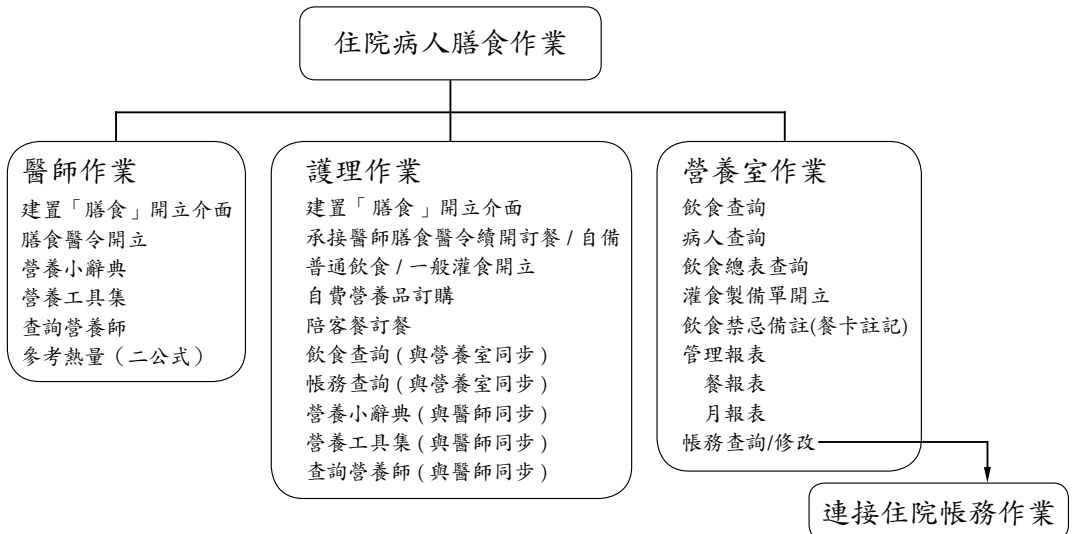 住院病人膳食作業
醫師作業
建置「膳食」開立介面
膳食醫令開立
營養小辭典
營養工具集
查詢營養師
參考熱量（二公式）
護理作業
建置「膳食」開立介面
承接醫師膳食醫令續開訂餐 / 自備
普通飲食 / 一般灌食開立
自費營養品訂購
陪客餐訂餐
飲食查詢 ( 與營養室同步 )
帳務查詢 ( 與營養室同步 )
營養小辭典 ( 與醫師同步 )
營養工具集 ( 與醫師同步 )
查詢營養師 ( 與醫師同步 )
營養室作業
飲食查詢
病人查詢
飲食總表查詢
灌食製備單開立
飲食禁忌備註(餐卡註記)
管理報表
餐報表
月報表
帳務查詢/修改
連接住院帳務作業